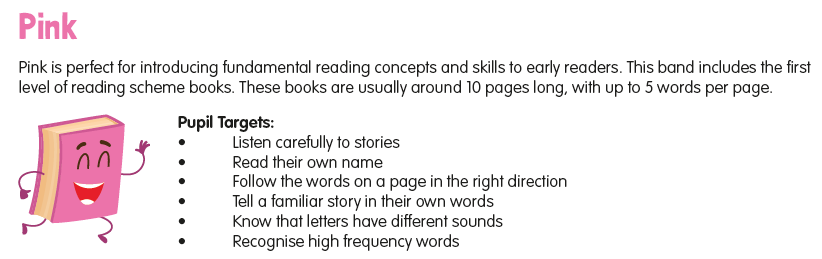 Pink
Pink is perfect for introducing fundamental reading concepts and skills to early readers. This band includes the first
level of reading scheme books. These books are usually around 10 pages long, with up to 5 words per page.
Pupil Targets:
• Listen carefully to stories
• Read their own name
• Follow the words on a page in the right direction
• Tell a familiar story in their own words
• Know that letters have different sounds
• Recognise high frequency words